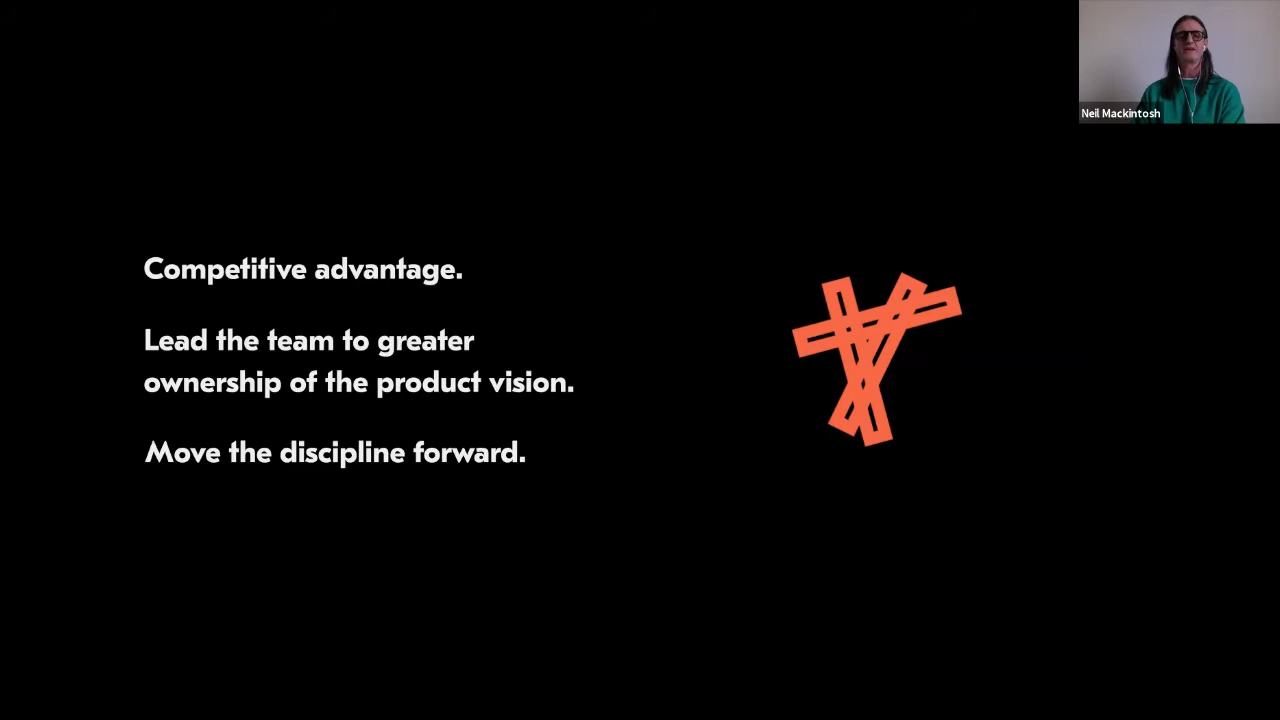 Neil Mackintosh
Competitive advantage.
Lead the team to greater
ownership of the product vision.
Move the discipline forward.